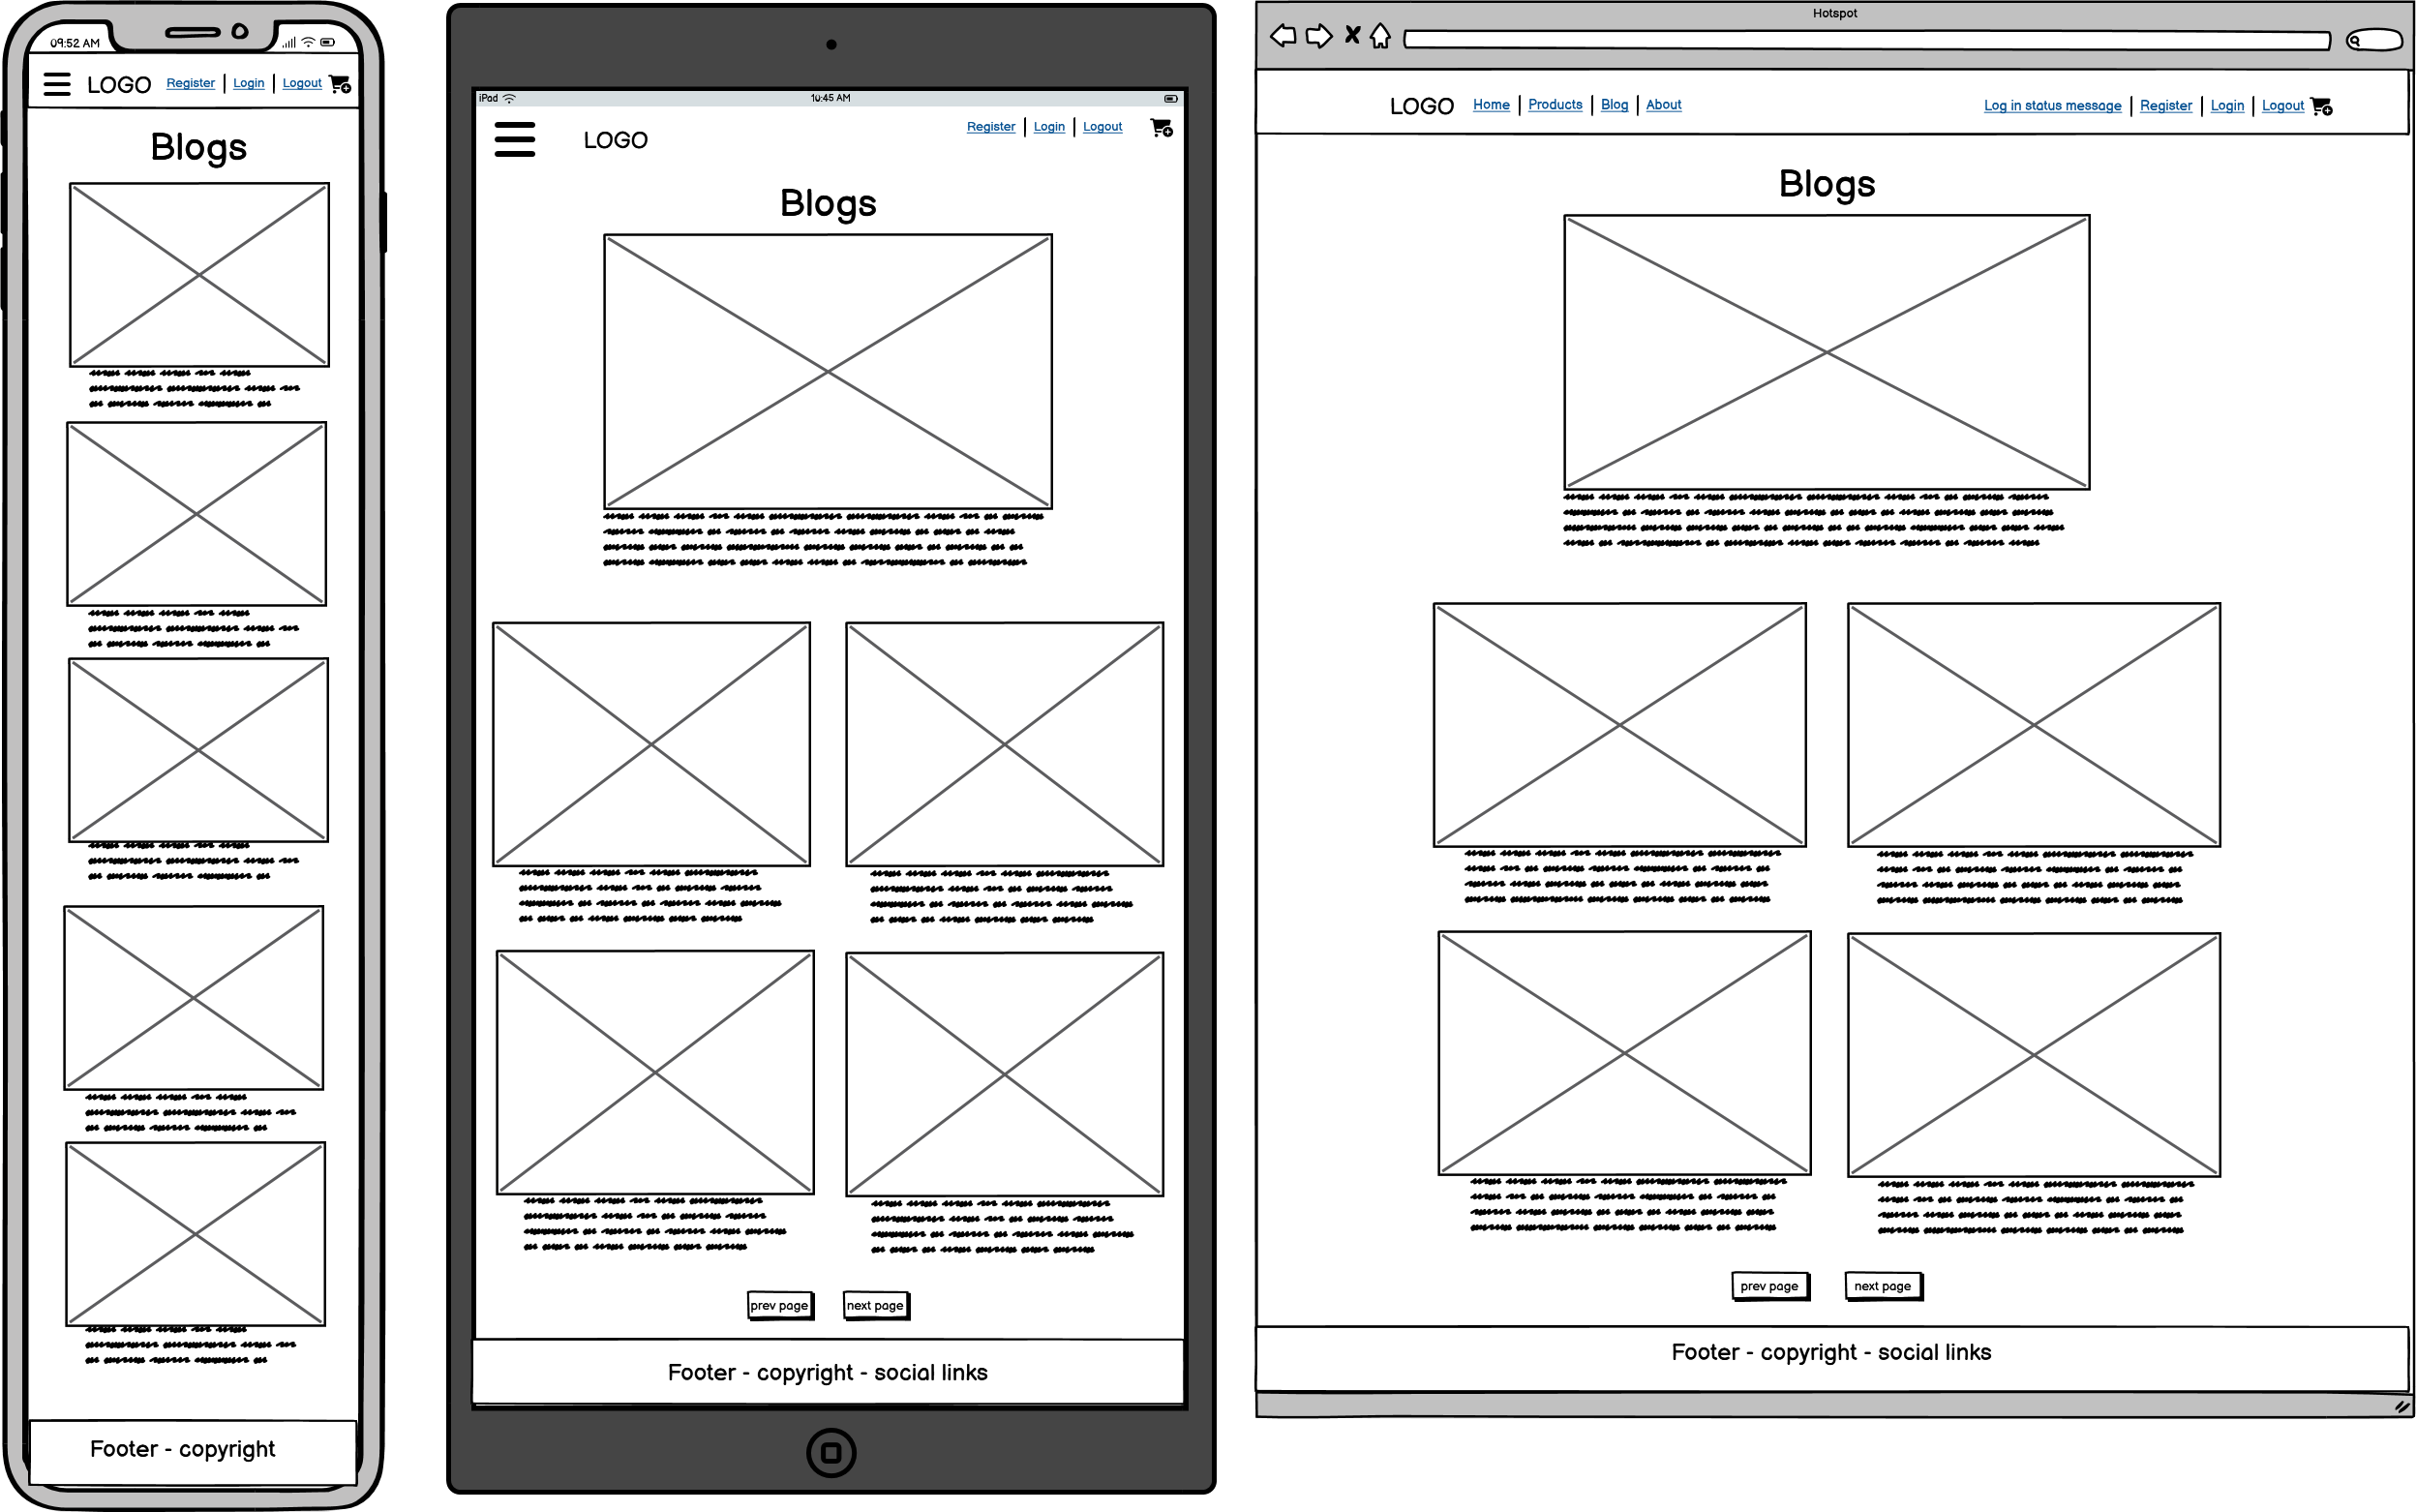 09:52 AM
LOGO Register Login Logout
Blogs
Footer - copyright
iPad 10:45 AM
LOGO Register Login Logout
Blogs
prev page next page
Footer - copyright - social links
Hotspot
LOGO Home Products Blog About Log in status message Register Login Logout
Blogs
prev page next page
Footer - copyright - social links